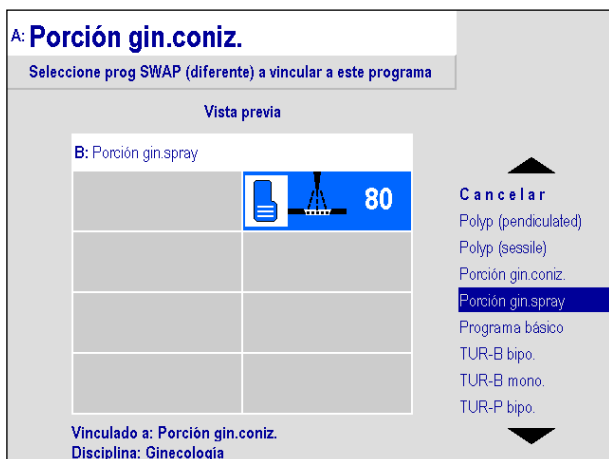 A: Porción gin.coniz.
Seleccione prog SWAP (diferente) a vincular a este programa
Vista previa
B: Porción gin.spray
80
Cancelar
Polyp (pendiculated)
Polyp (sessile)
Porción gin.coniz.
Porción gin.spray
Programa básico
TUR-B bipo.
TUR-B mono.
TUR-P bipo.
Vinculado a: Porción gin.coniz.
Disciplina: Ginecología